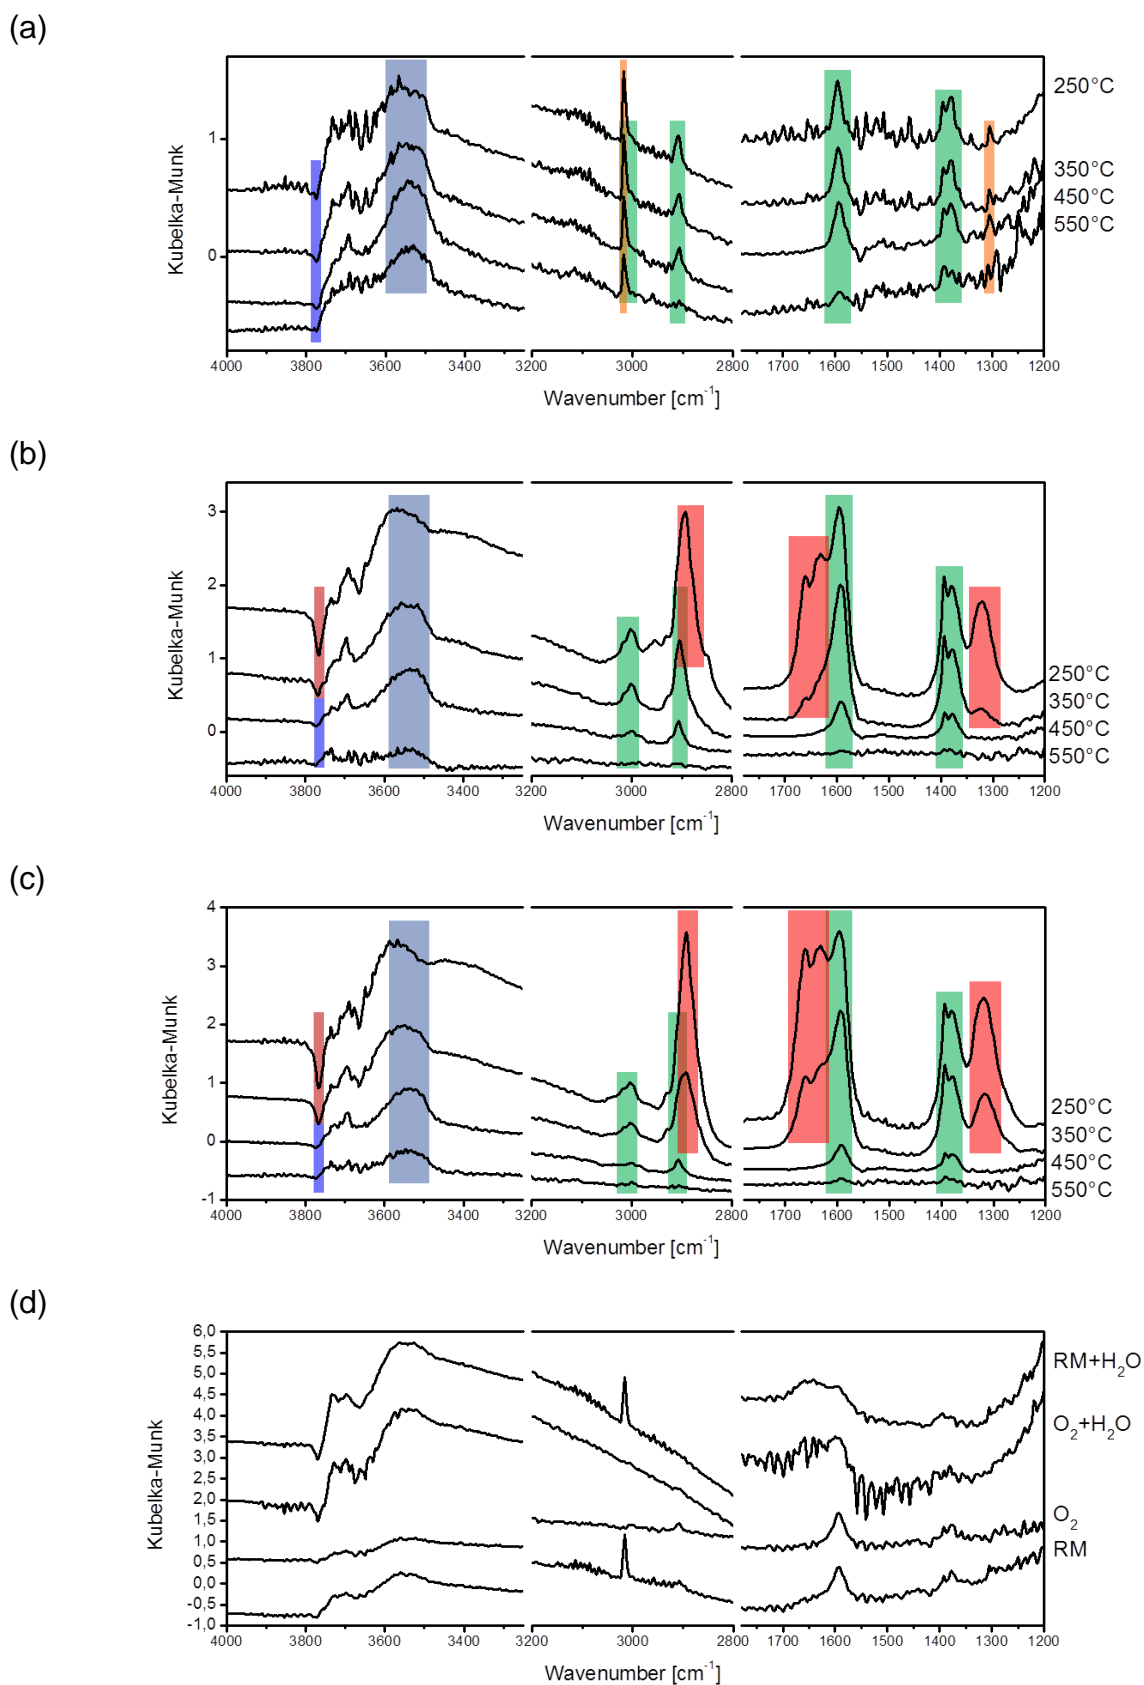 (a)
250°C
350°C
450°C
550°C
1
0
Kubelka-Munk
4000 3800 3600 3400 3200 3000 2800 1700 1600 1500 1400 1300 1200
Wavenumber [cm⁻¹]
(b)
3
2
1
0
Kubelka-Munk
250°C
350°C
450°C
550°C
4000 3800 3600 3400 3200 3000 2800 1700 1600 1500 1400 1300 1200
Wavenumber [cm⁻¹]
(c)
4
3
2
1
0
-1
Kubelka-Munk
250°C
350°C
450°C
550°C
4000 3800 3600 3400 3200 3000 2800 1700 1600 1500 1400 1300 1200
Wavenumber [cm⁻¹]
(d)
6,0
5,5
5,0
4,5
4,0
3,5
3,0
2,5
2,0
1,5
1,0
0,5
0,0
-0,5
-1,0
Kubelka-Munk
RM+H₂O
O₂+H₂O
O₂
RM
4000 3800 3600 3400 3200 3000 2800 1700 1600 1500 1400 1300 1200
Wavenumber [cm⁻¹]